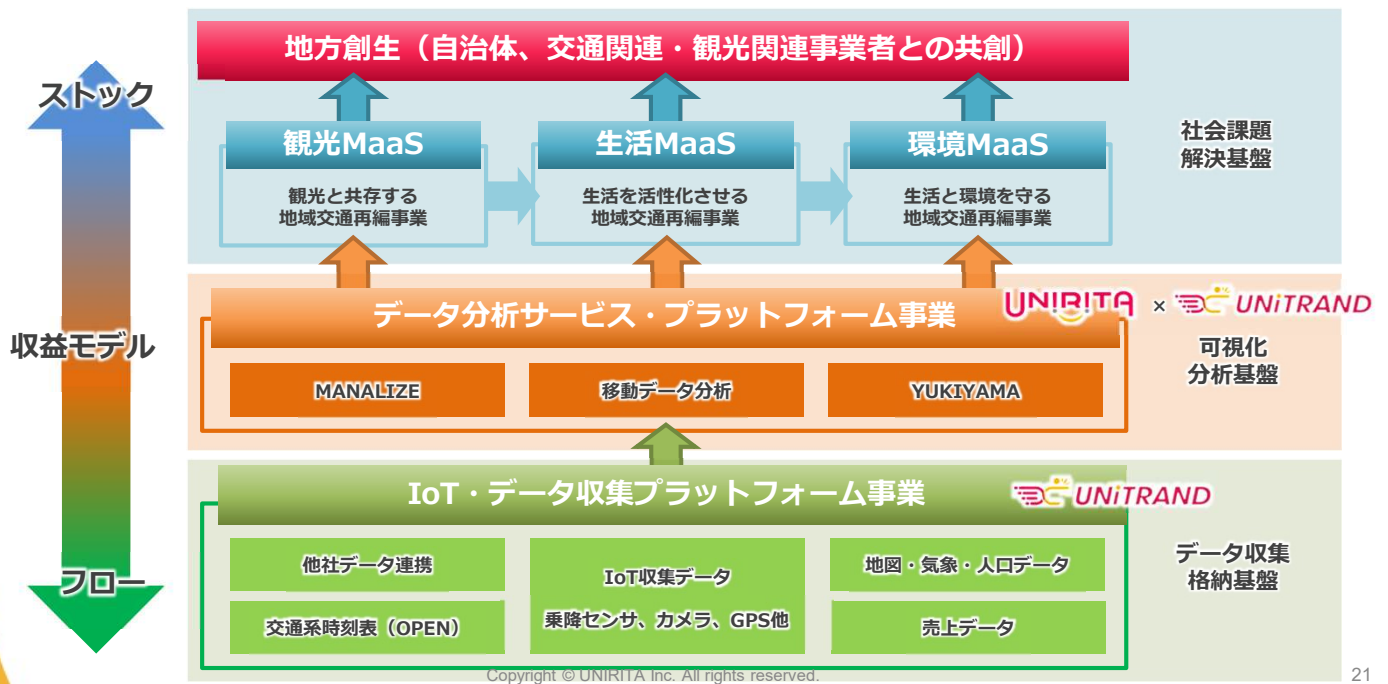 地方創生（自治体、交通関連・観光関連事業者との共創）
ストック
観光MaaS
生活MaaS
環境MaaS
社会課題
解決基盤
観光と共存する
地域交通再編事業
生活を活性化させる
地域交通再編事業
生活と環境を守る
地域交通再編事業
収益モデル
データ分析サービス・プラットフォーム事業
UNIRITA × UNiTRAND
可視化
分析基盤
MANALIZE
移動データ分析
YUKIYAMA
IoT・データ収集プラットフォーム事業
UNiTRAND
フロー
他社データ連携
交通系時刻表（OPEN）
IoT収集データ
乗降センサ、カメラ、GPS他
地図・気象・人口データ
売上データ
データ収集
格納基盤
Copyright © UNIRITA Inc. All rights reserved.
21